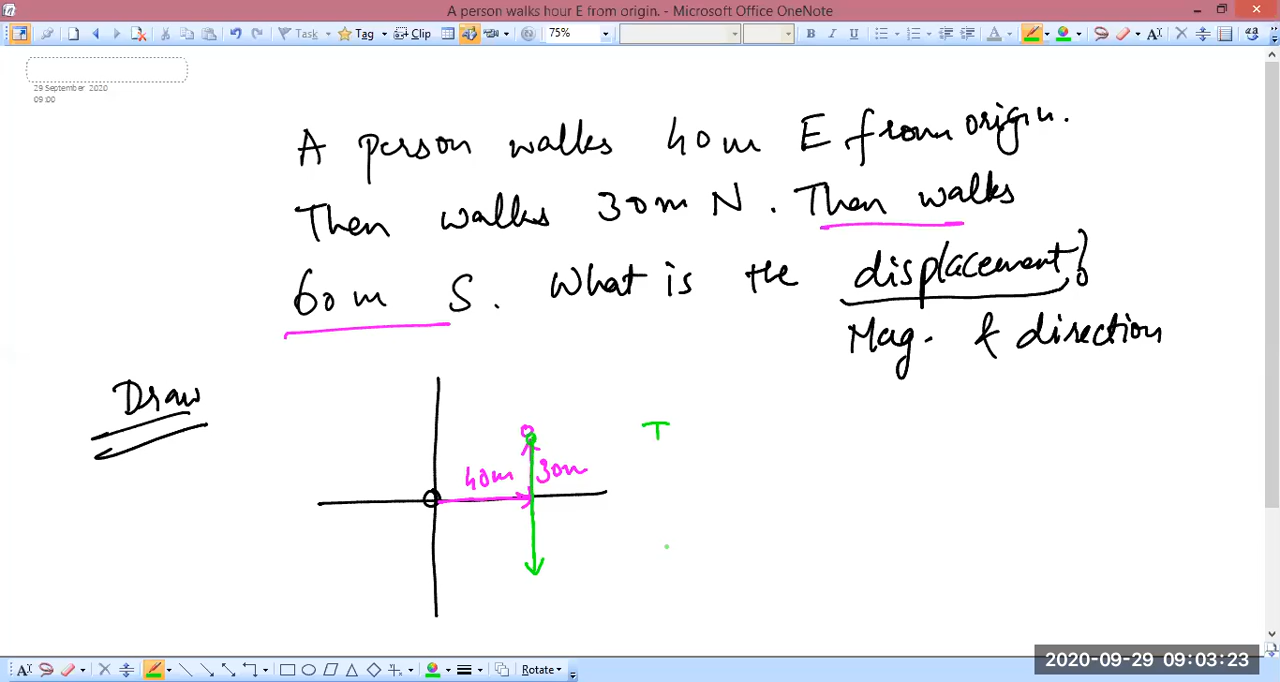 A person walks hour E from origin. - Microsoft Office OneNote
Task Tag Clip 75% B I U
29 September 2020
09:00
A person walks 40m E from origin.
Then walks 30m N. Then walks
60m S. What is the displacement?
Mag. & direction
Draw
40m 30m
T
Rotate
2020-09-29 09:03:23